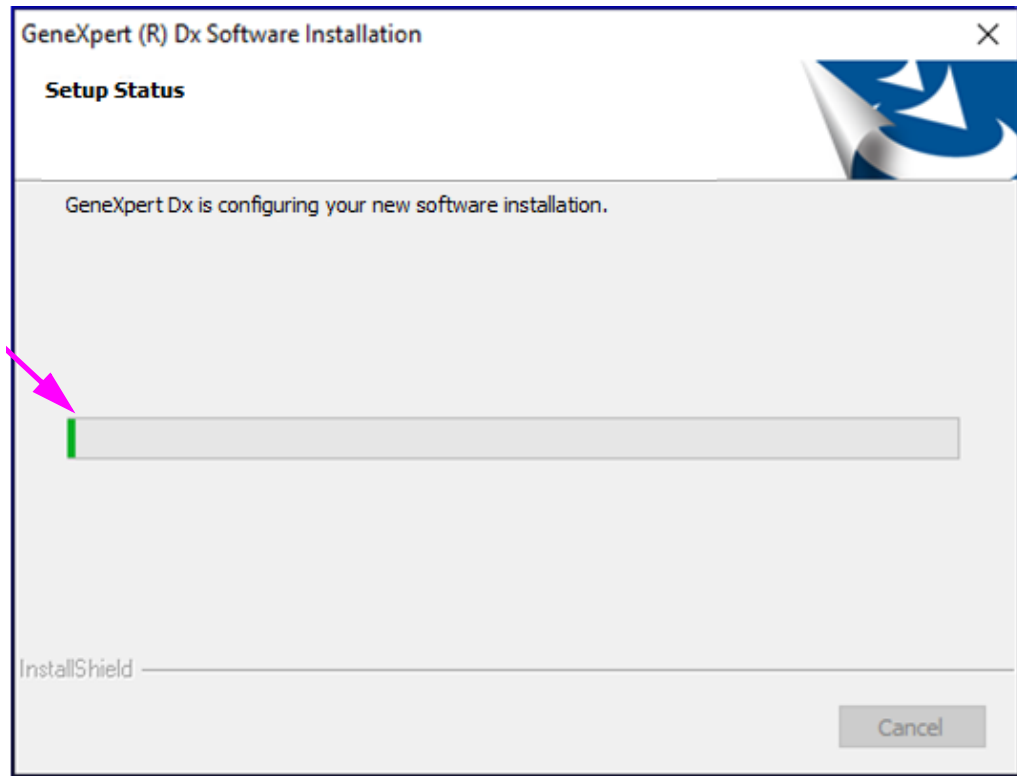 GeneXpert (R) Dx Software Installation
Setup Status
GeneXpert Dx is configuring your new software installation.
InstallShield
Cancel